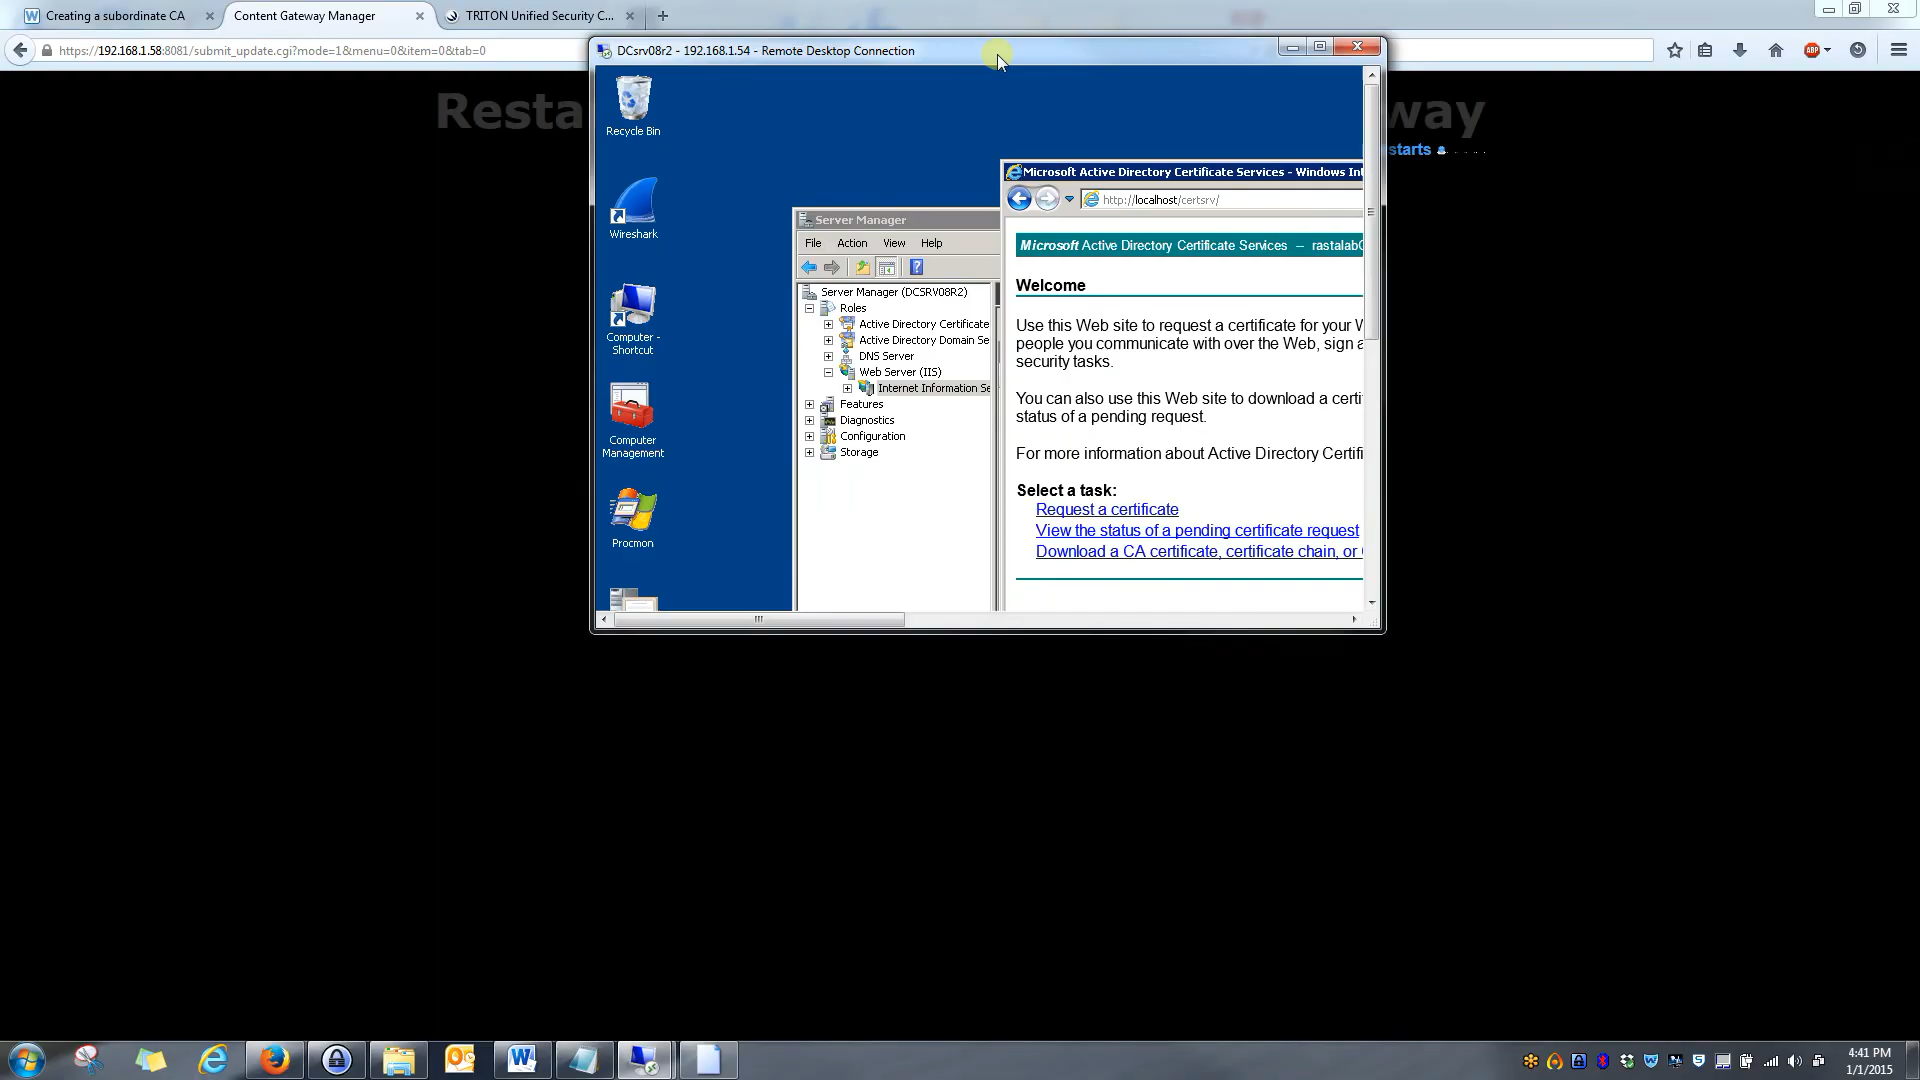 Creating a subordinate CA
Content Gateway Manager
TRITON Unified Security C...
https://192.168.1.58:8081/submit_update.cgi?mode=1&menu=0&item=0&tab=0
ABP
Resta
way
starts
DCsrv08r2 - 192.168.1.54 - Remote Desktop Connection
Recycle Bin
Wireshark
Computer -
Shortcut
Computer
Management
Procmon
Server Manager
File Action View Help
Server Manager (DCSRV08R2)
Roles
Active Directory Certificate
Active Directory Domain Se
DNS Server
Web Server (IIS)
Internet Information Se
Features
Diagnostics
Configuration
Storage
Microsoft Active Directory Certificate Services - Windows Int
http://localhost/certsrv/
Microsoft Active Directory Certificate Services -- rastalab
Welcome
Use this Web site to request a certificate for your W
people you communicate with over the Web, sign a
security tasks.
You can also use this Web site to download a certi
status of a pending request.
For more information about Active Directory Certifi
Select a task:
Request a certificate
View the status of a pending certificate request
Download a CA certificate, certificate chain, or
4:41 PM
1/1/2015